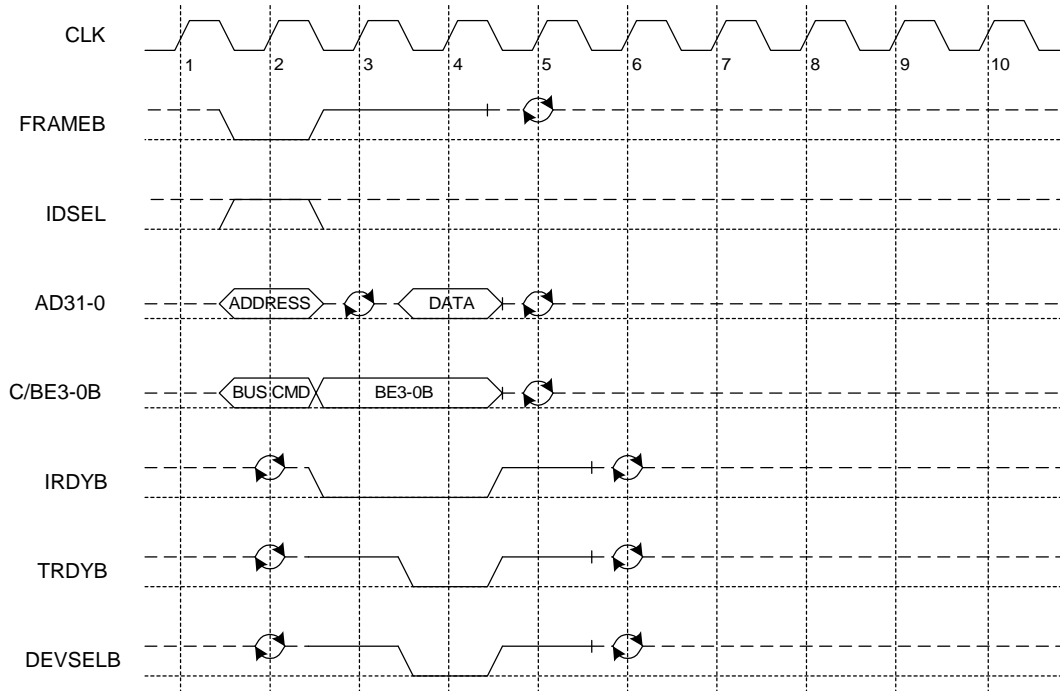 CLK
1 2 3 4 5 6 7 8 9 10
FRAMEB
IDSEL
AD31-0 ADDRESS DATA
C/BE3-0B BUS CMD BE3-0B
IRDYB
TRDYB
DEVSELB